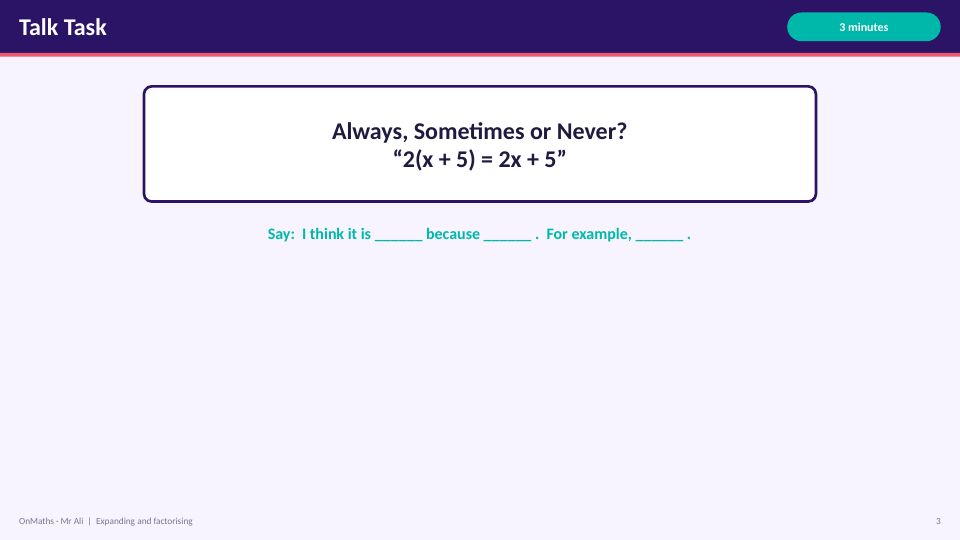 Talk Task
3 minutes
Always, Sometimes or Never?
“2(x + 5) = 2x + 5”
Say:  I think it is ______ because ______ .  For example, ______ .
OnMaths - Mr Ali  |  Expanding and factorising
3